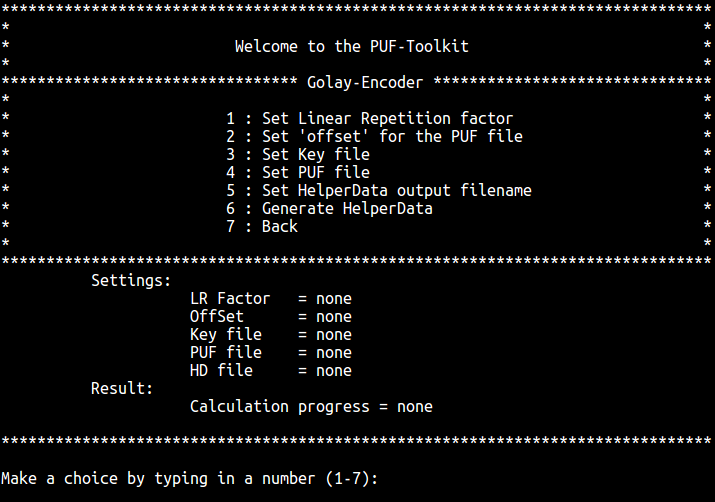 *******************************************************************************
*                                                                             *
*                         Welcome to the PUF-Toolkit                          *
*                                                                             *
********************************* Golay-Encoder *******************************
*                                                                             *
*                        1 : Set Linear Repetition factor                     *
*                        2 : Set 'offset' for the PUF file                    *
*                        3 : Set Key file                                     *
*                        4 : Set PUF file                                     *
*                        5 : Set HelperData output filename                   *
*                        6 : Generate HelperData                              *
*                        7 : Back                                             *
*                                                                             *
*******************************************************************************
          Settings:
                     LR Factor   = none
                     OffSet      = none
                     Key file    = none
                     PUF file    = none
                     HD file     = none
          Result:
                     Calculation progress = none

*******************************************************************************

Make a choice by typing in a number (1-7):